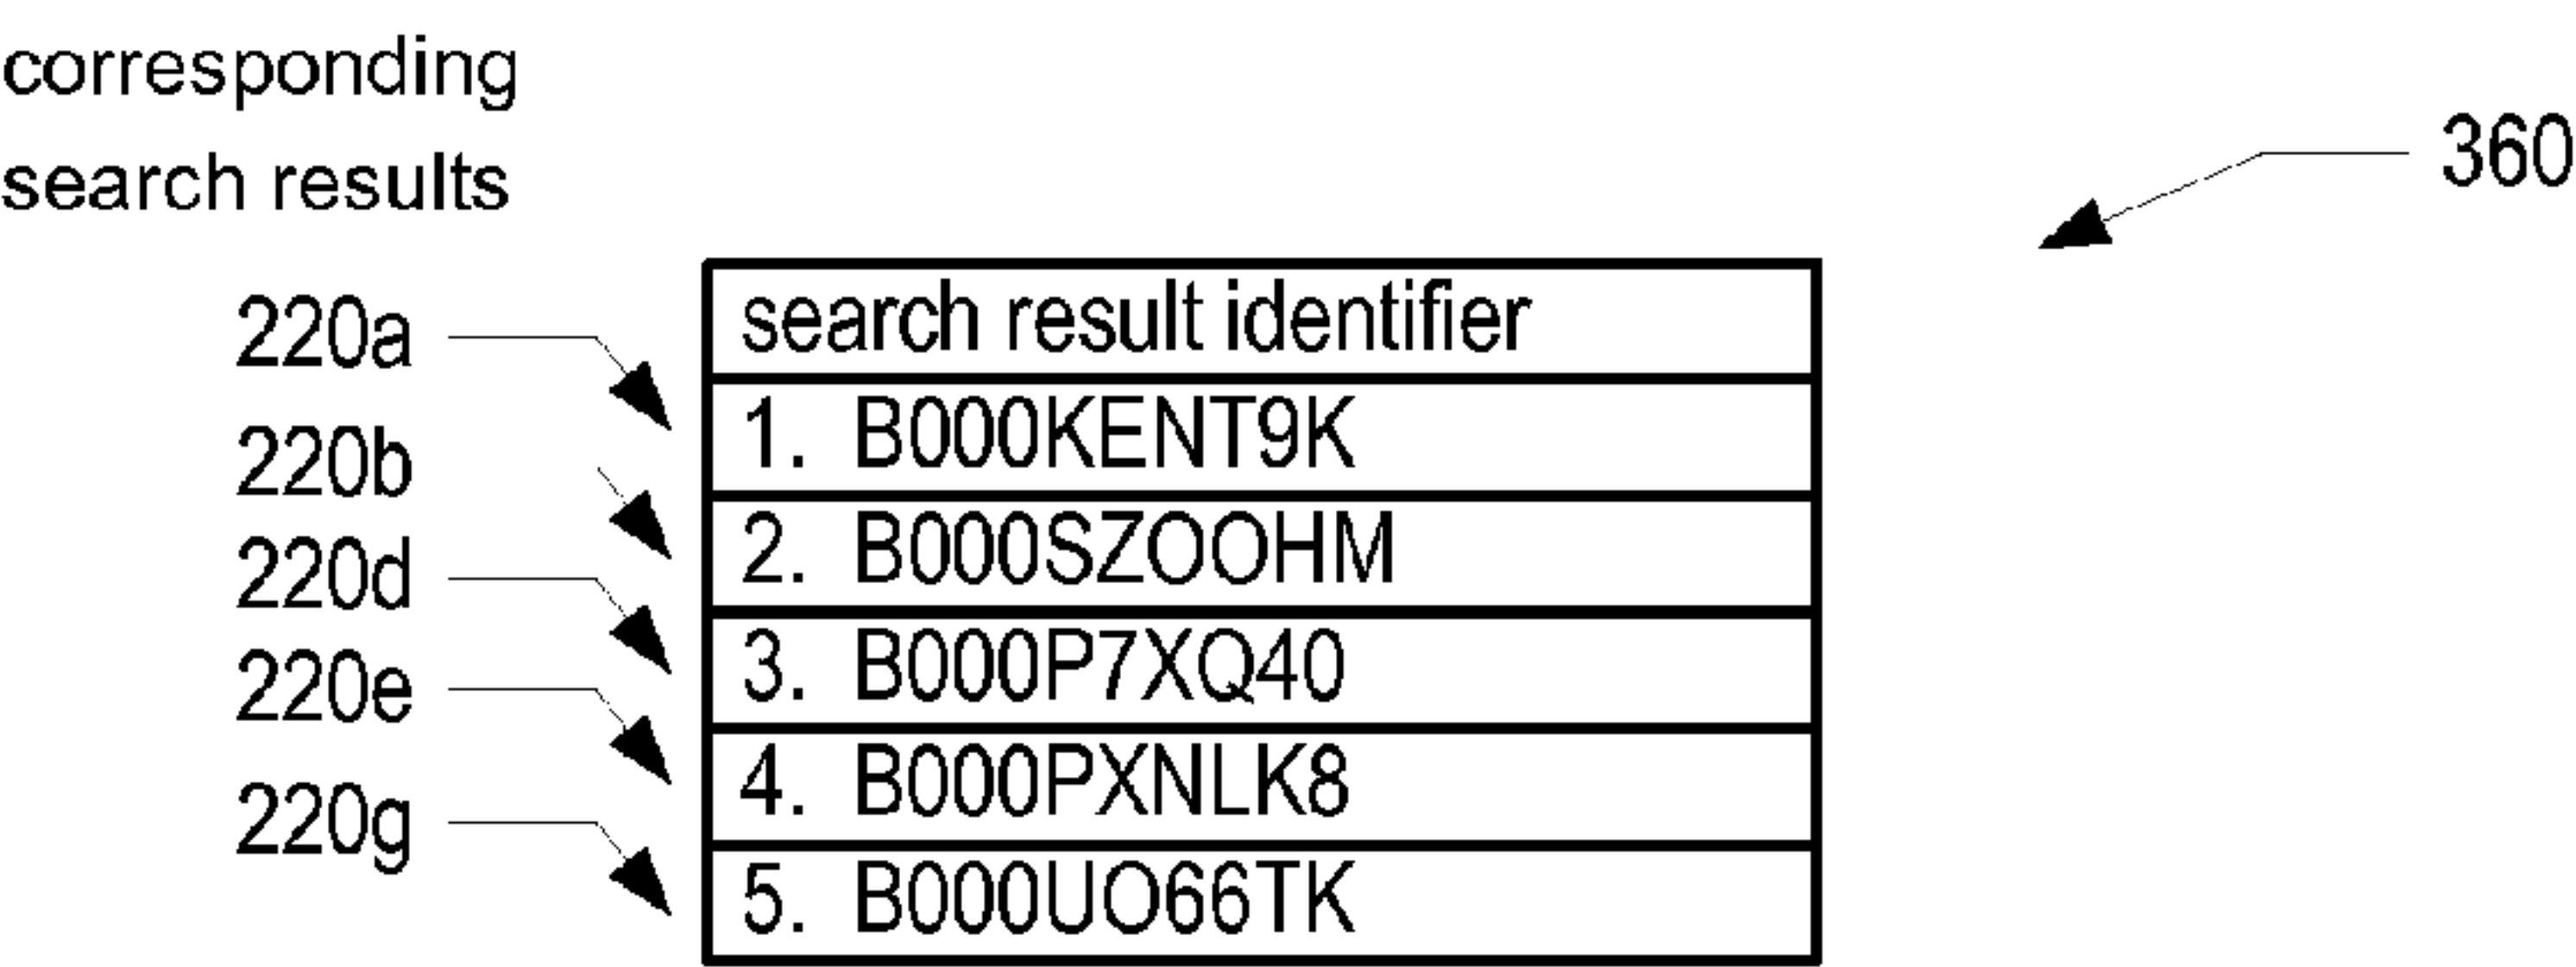 corresponding
search results
360
search result identifier
220a
1. B000KENT9K
220b
2. B000SZOOHM
220d
3. B000P7XQ40
220e
4. B000PXNLK8
220g
5. B000UO66TK